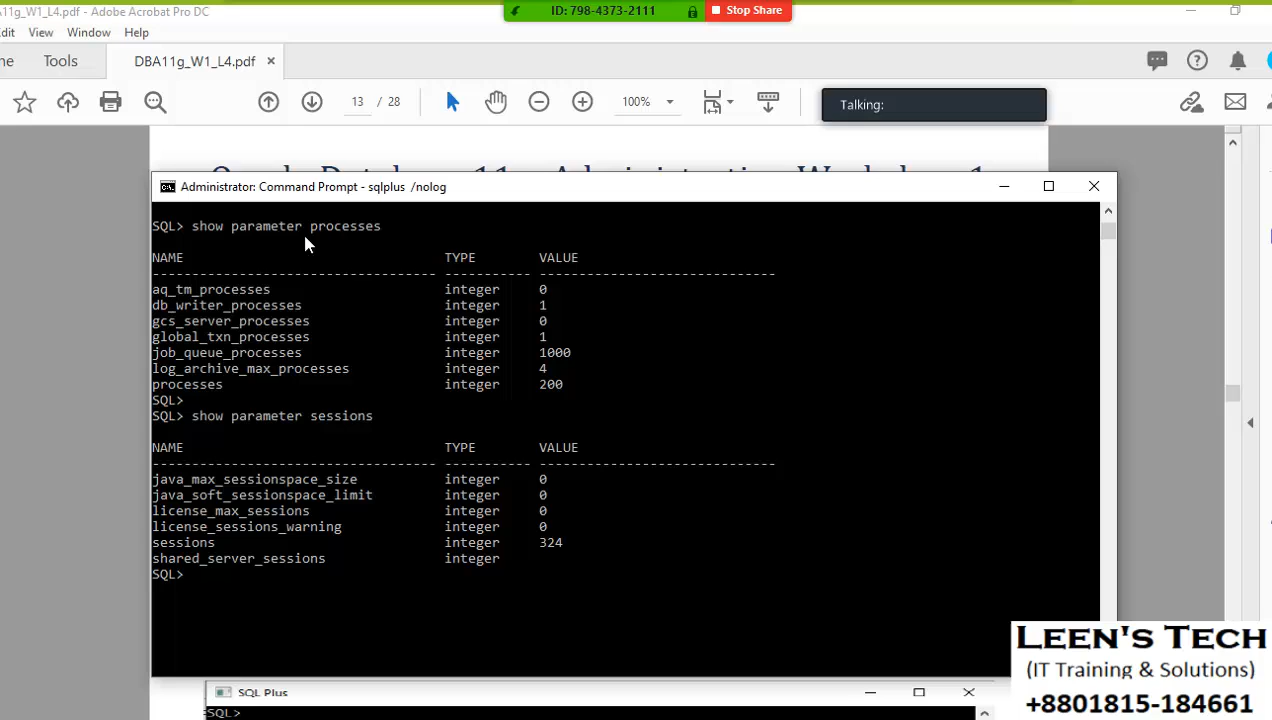 11g_W1_L4.pdf - Adobe Acrobat Pro DC
ID: 798-4373-2111
Stop Share
View Window Help
Tools DBA11g_W1_L4.pdf ×
13 / 28
100%
Talking:
Administrator: Command Prompt - sqlplus /nolog
SQL> show parameter processes
NAME TYPE VALUE
------------------------------------ ----------- ------------------------------
aq_tm_processes integer 0
db_writer_processes integer 1
gcs_server_processes integer 0
global_txn_processes integer 1
job_queue_processes integer 1000
log_archive_max_processes integer 4
processes integer 200
SQL>
SQL> show parameter sessions
NAME TYPE VALUE
------------------------------------ ----------- ------------------------------
java_max_sessionspace_size integer 0
java_soft_sessionspace_limit integer 0
license_max_sessions integer 0
license_sessions_warning integer 0
sessions integer 324
shared_server_sessions integer
SQL>
SQL Plus
SQL>
LEEN'S TECH
(IT Training & Solutions)
+8801815-184661